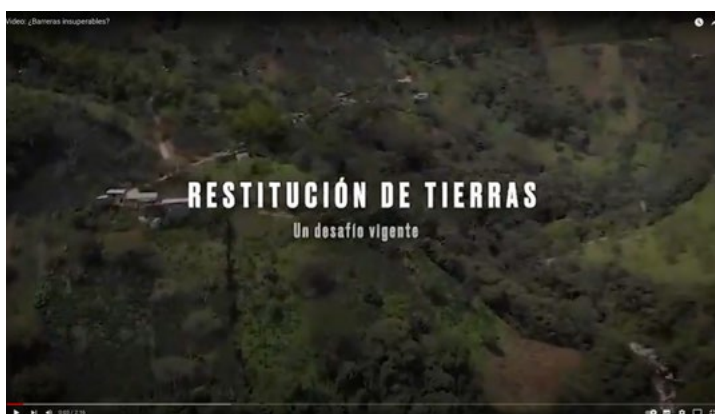 Video: ¿Barreras insuperables?
RESTITUCIÓN DE TIERRAS
Un desafío vigente